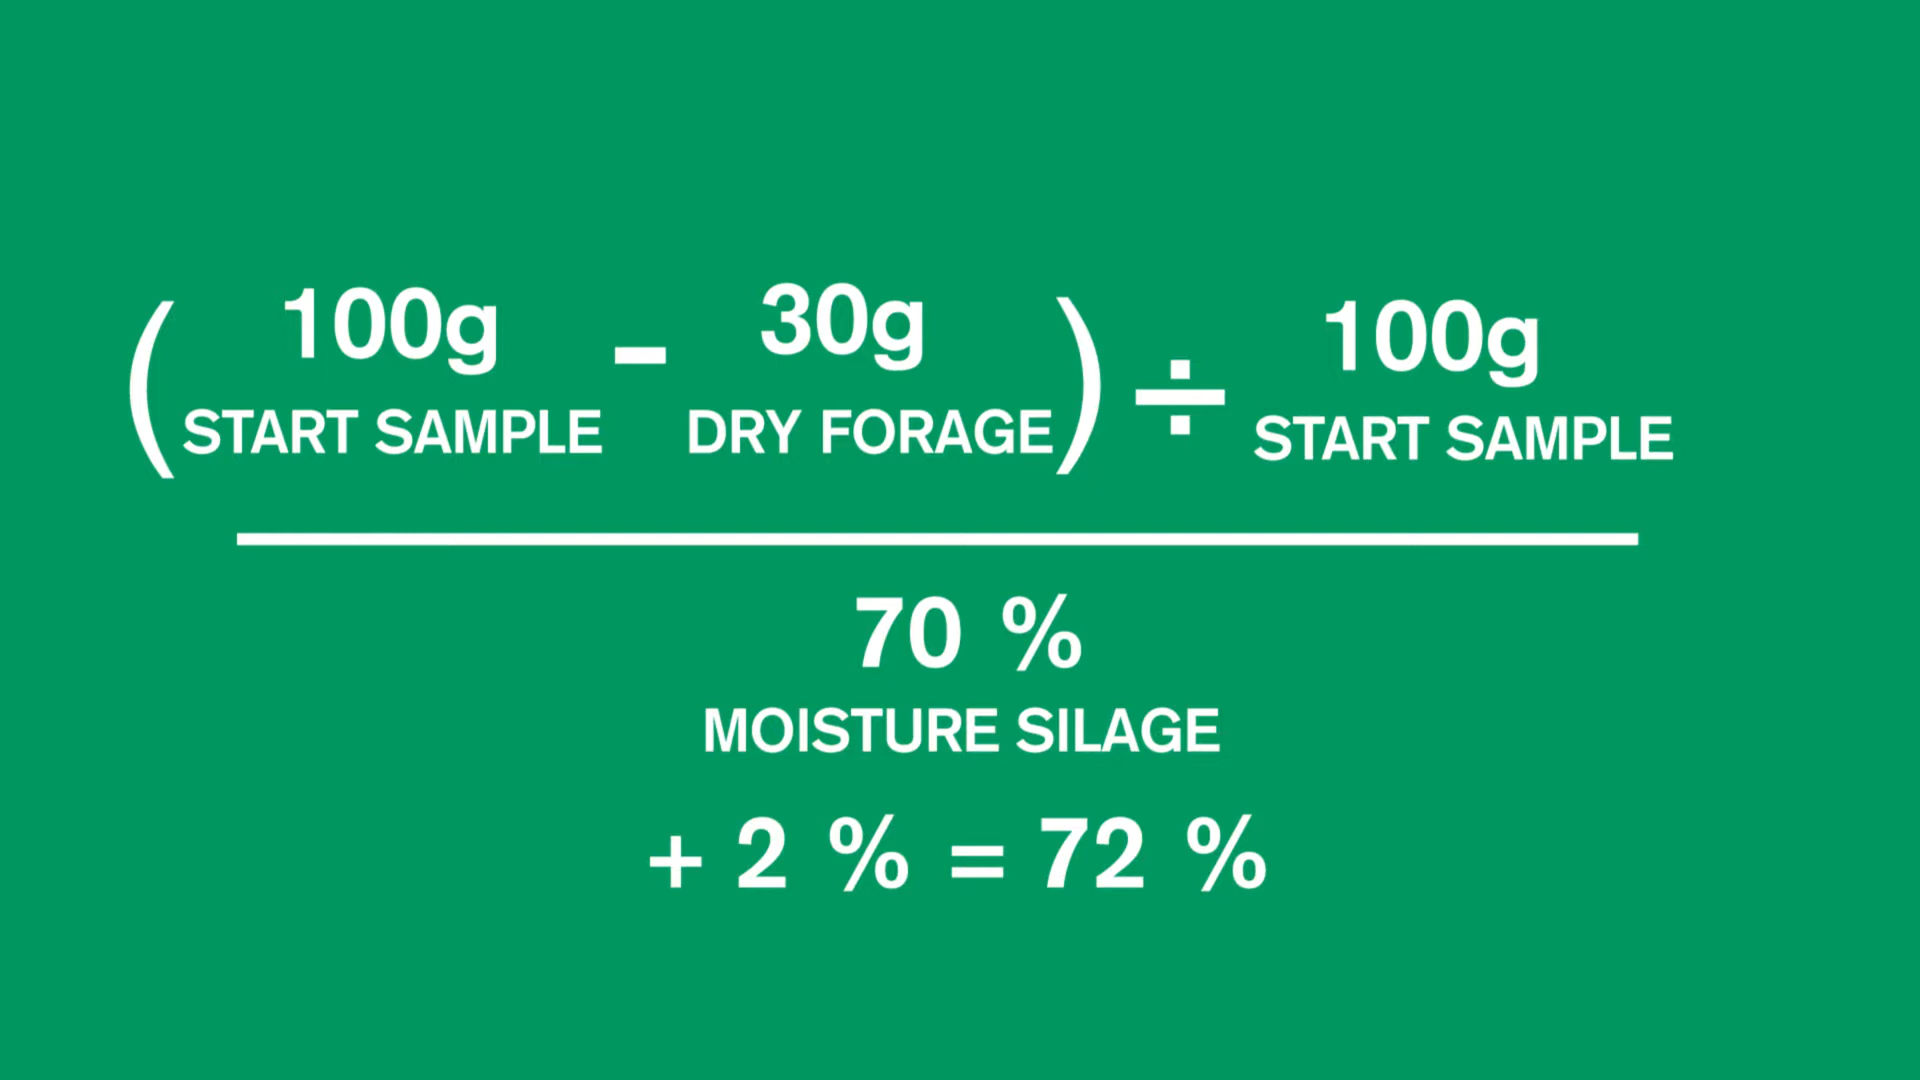 ( 100g - 30g ) ÷ 100g
START SAMPLE DRY FORAGE START SAMPLE
70 %
MOISTURE SILAGE
+ 2 % = 72 %